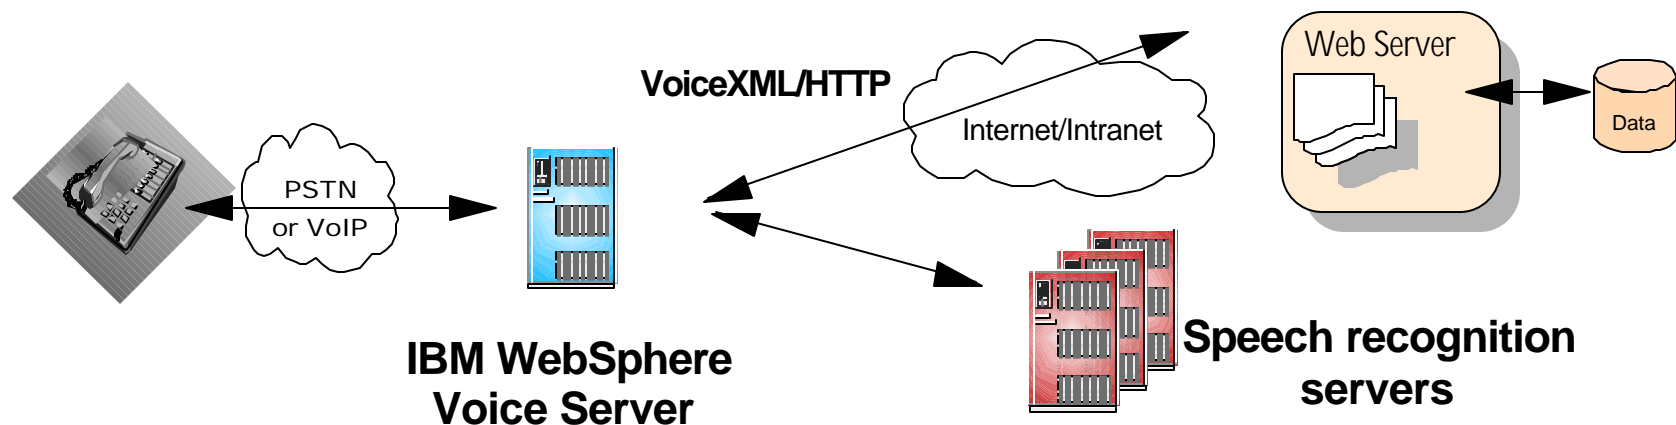 Web Server
VoiceXML/HTTP
Internet/Intranet
Data
PSTN
or VoIP
IBM WebSphere
Voice Server
Speech recognition
servers